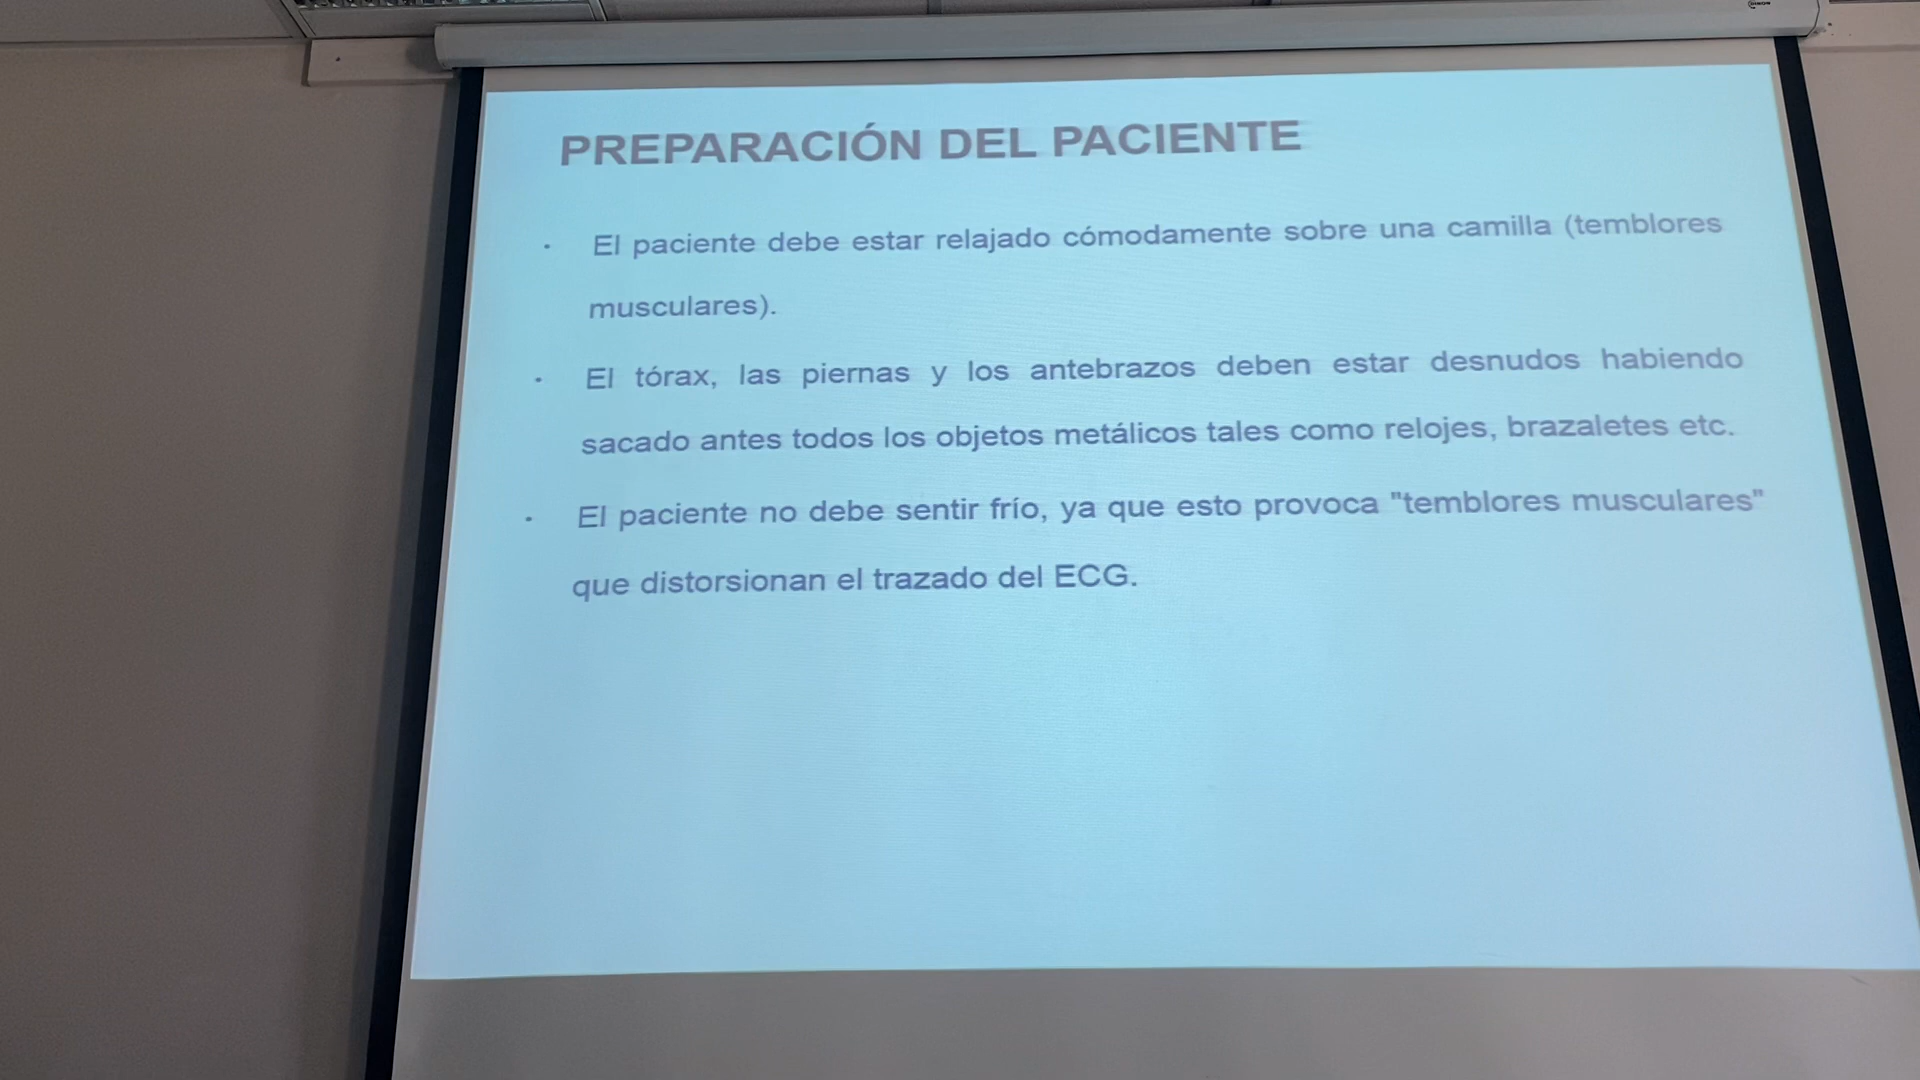 PREPARACIÓN DEL PACIENTE
· El paciente debe estar relajado cómodamente sobre una camilla (temblores
musculares).
· El tórax, las piernas y los antebrazos deben estar desnudos habiendo
sacado antes todos los objetos metálicos tales como relojes, brazaletes etc.
· El paciente no debe sentir frío, ya que esto provoca "temblores musculares"
que distorsionan el trazado del ECG.